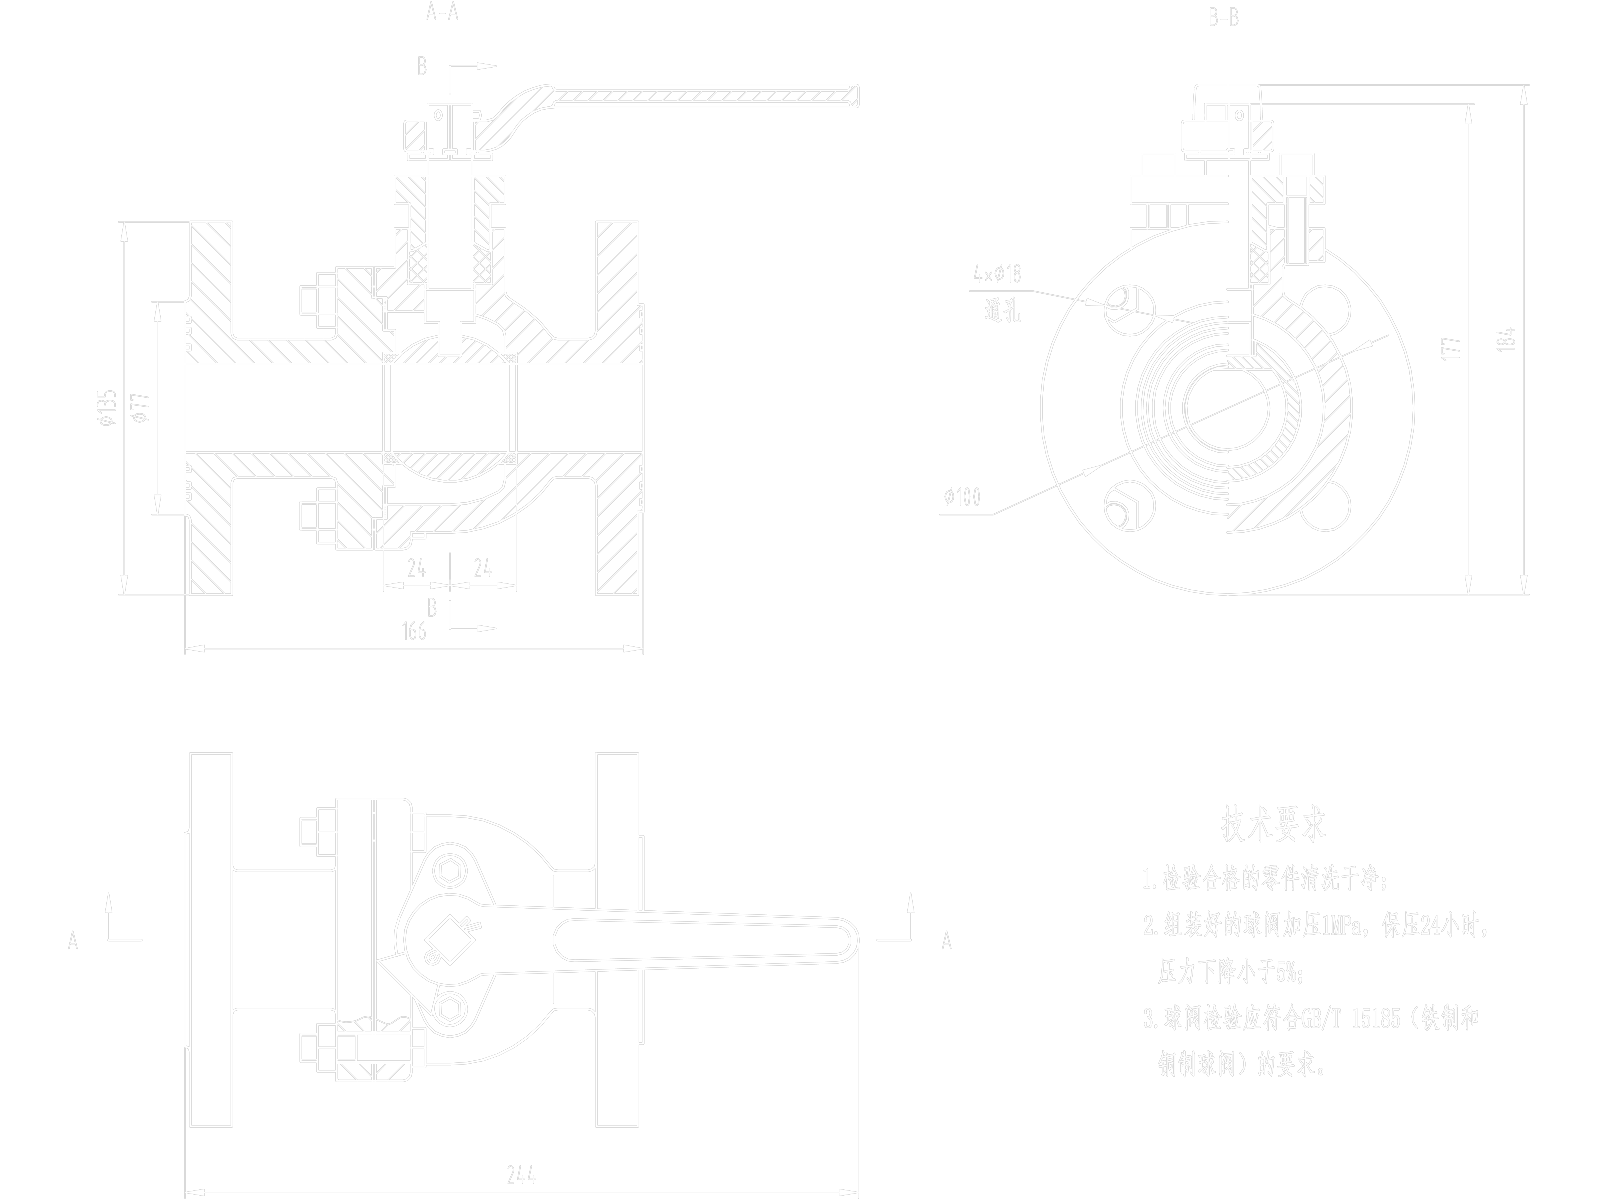 A-A
B-B
B
4×φ18
通孔
177
184
φ135
φ77
φ100
24
24
B
166
A
A
244
技术要求
1.检验合格的零件清洗干净;
2.组装好的球阀加压1MPa, 保压24小时,
压力下降小于5%;
3.球阀检验应符合GB/T 15185 (铁制和
铜制球阀) 的要求。